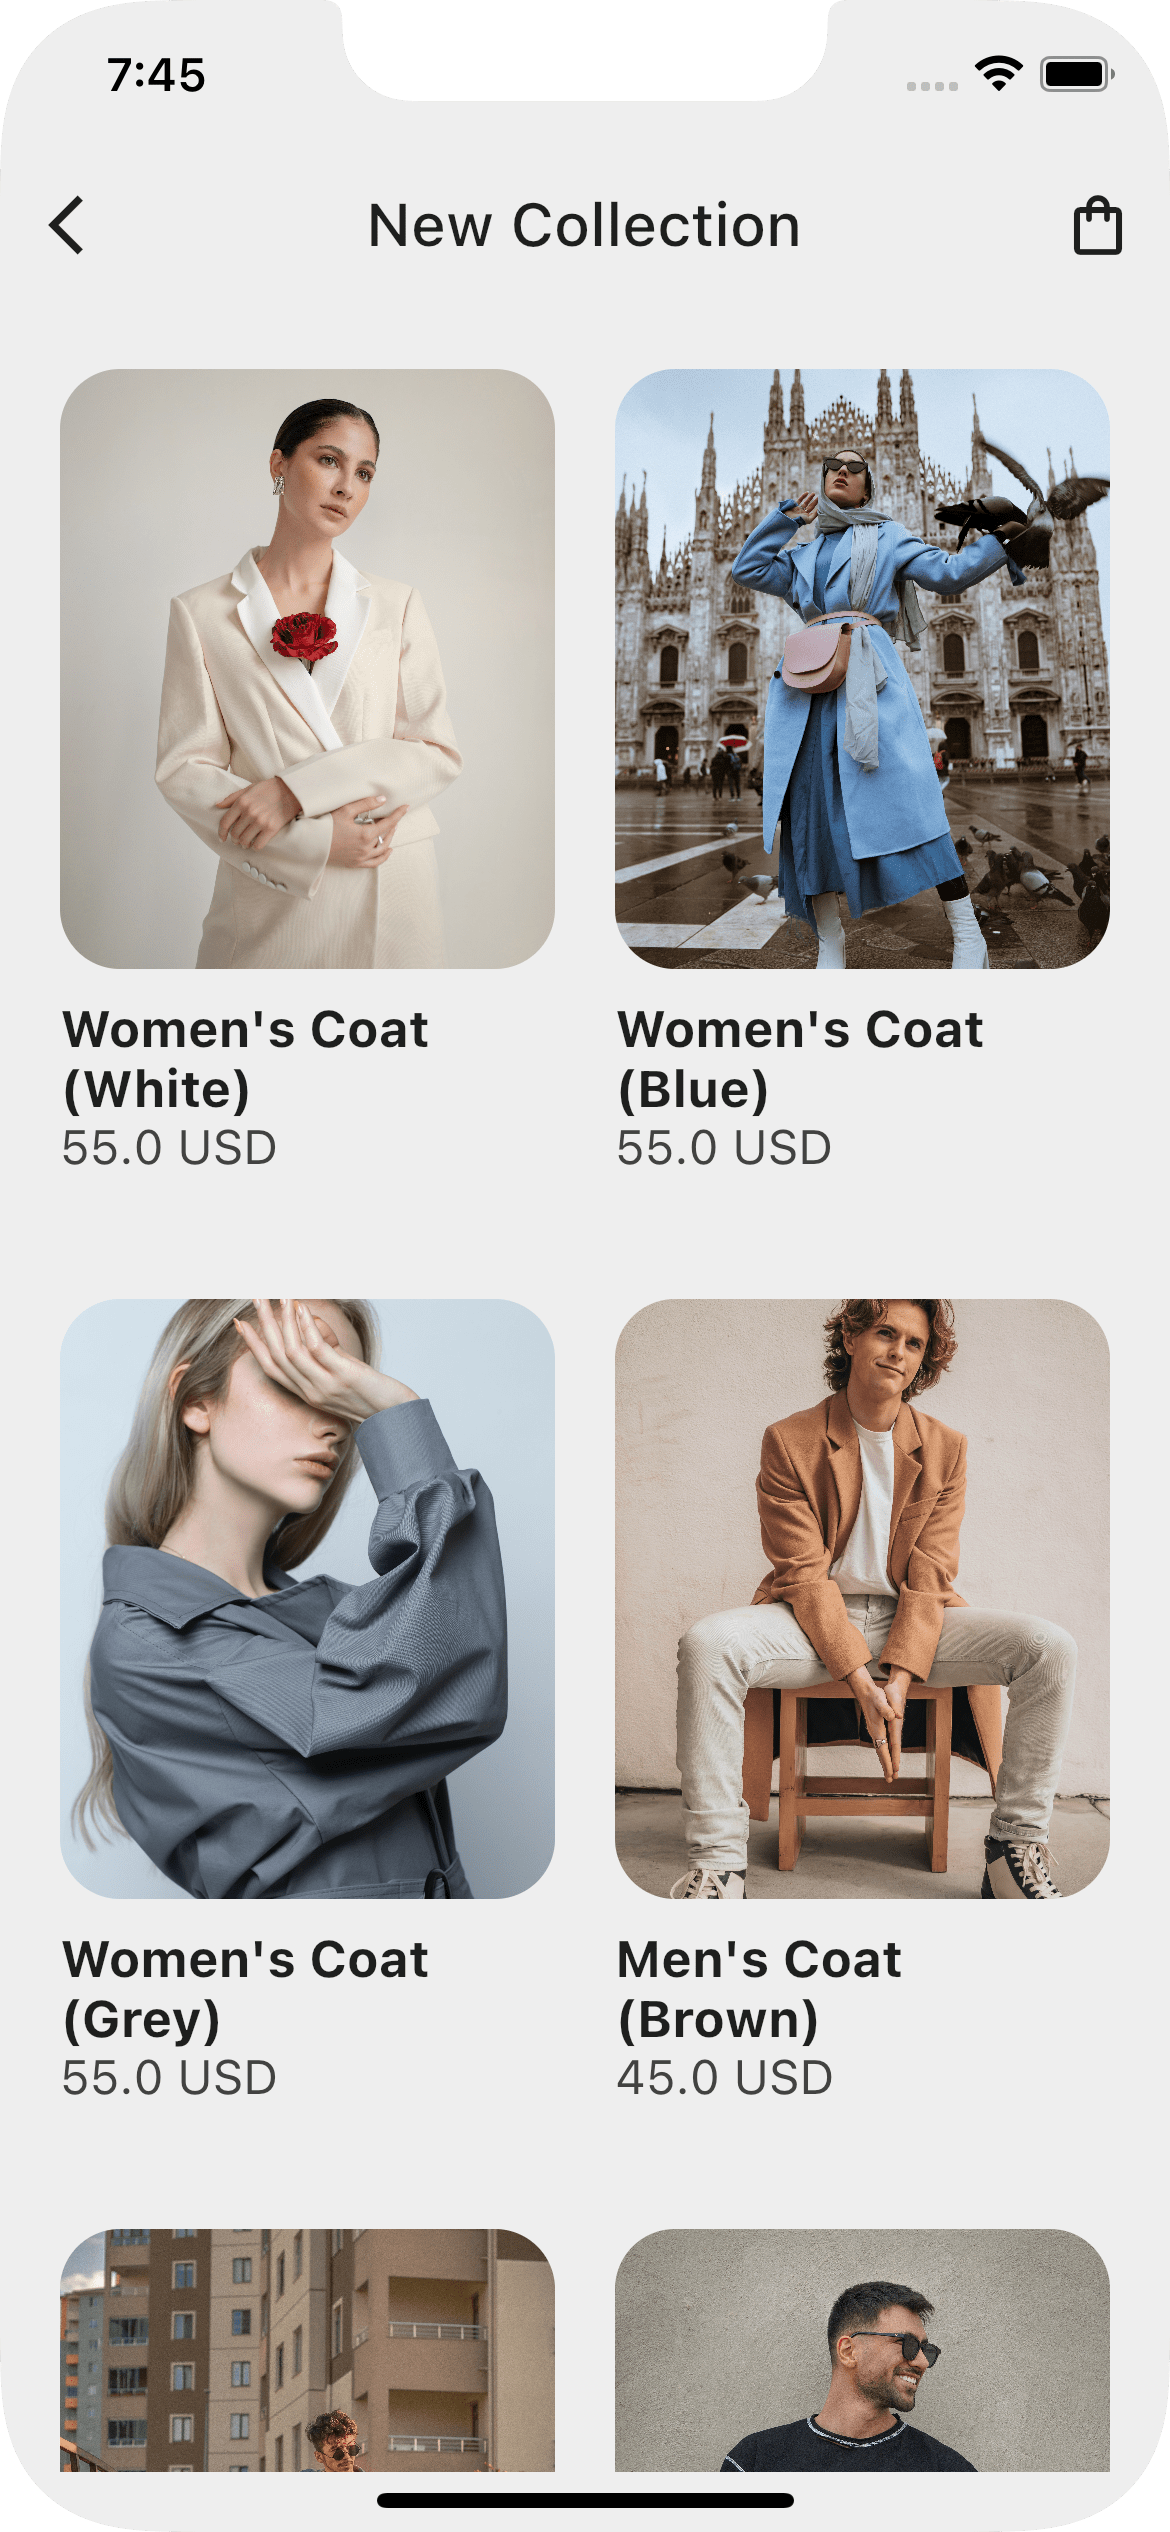 7:45
New Collection
Women's Coat
(White)
55.0 USD
Women's Coat
(Blue)
55.0 USD
Women's Coat
(Grey)
55.0 USD
Men's Coat
(Brown)
45.0 USD